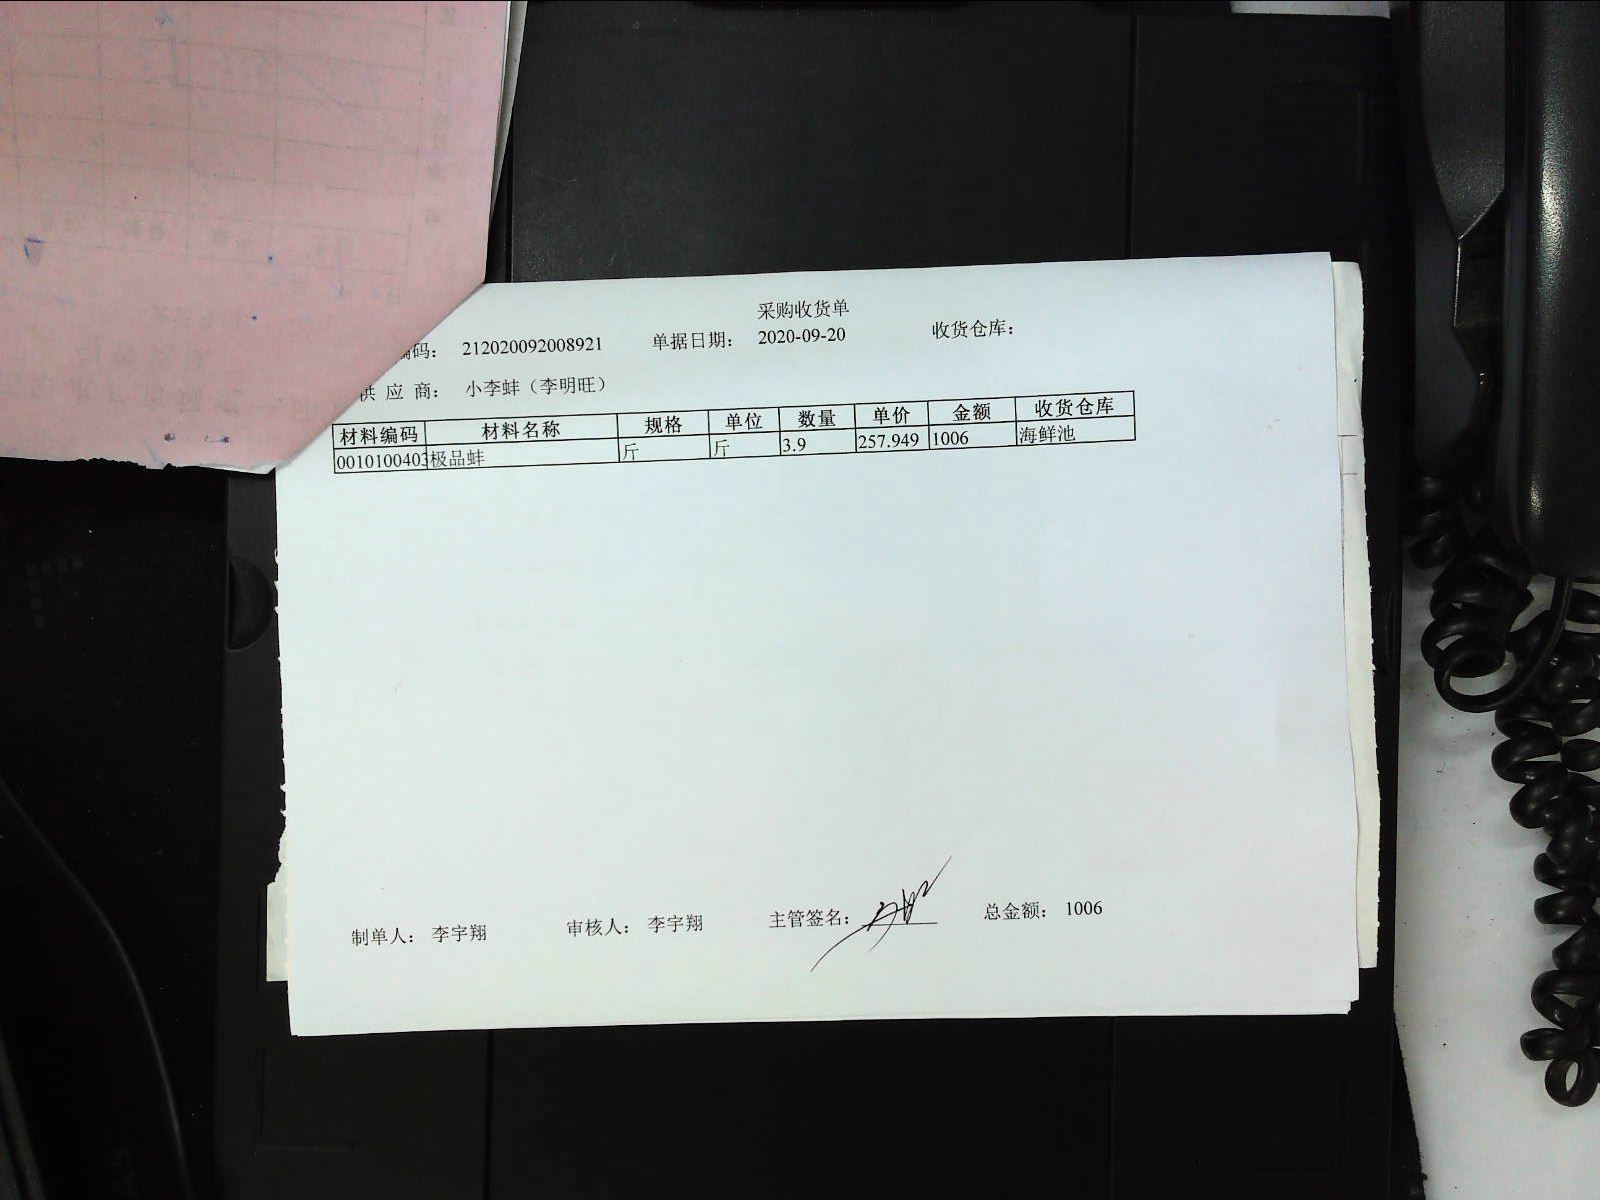 采购收货单
编码： 212020092008921 单据日期： 2020-09-20 收货仓库：
供 应 商： 小李蚌（李明旺）
材料编码 材料名称 规格 单位 数量 单价 金额 收货仓库
0010100403 极品蚌 斤 斤 3.9 257.949 1006 海鲜池
制单人： 李宇翔 审核人： 李宇翔 主管签名： 总金额： 1006